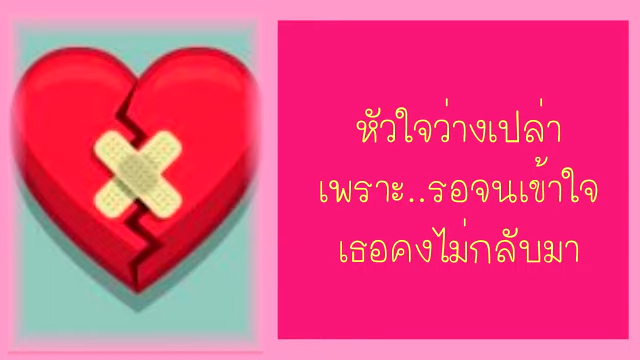 หัวใจว่างเปล่า
เพราะ..รอจนเข้าใจ
เธอคงไม่กลับมา